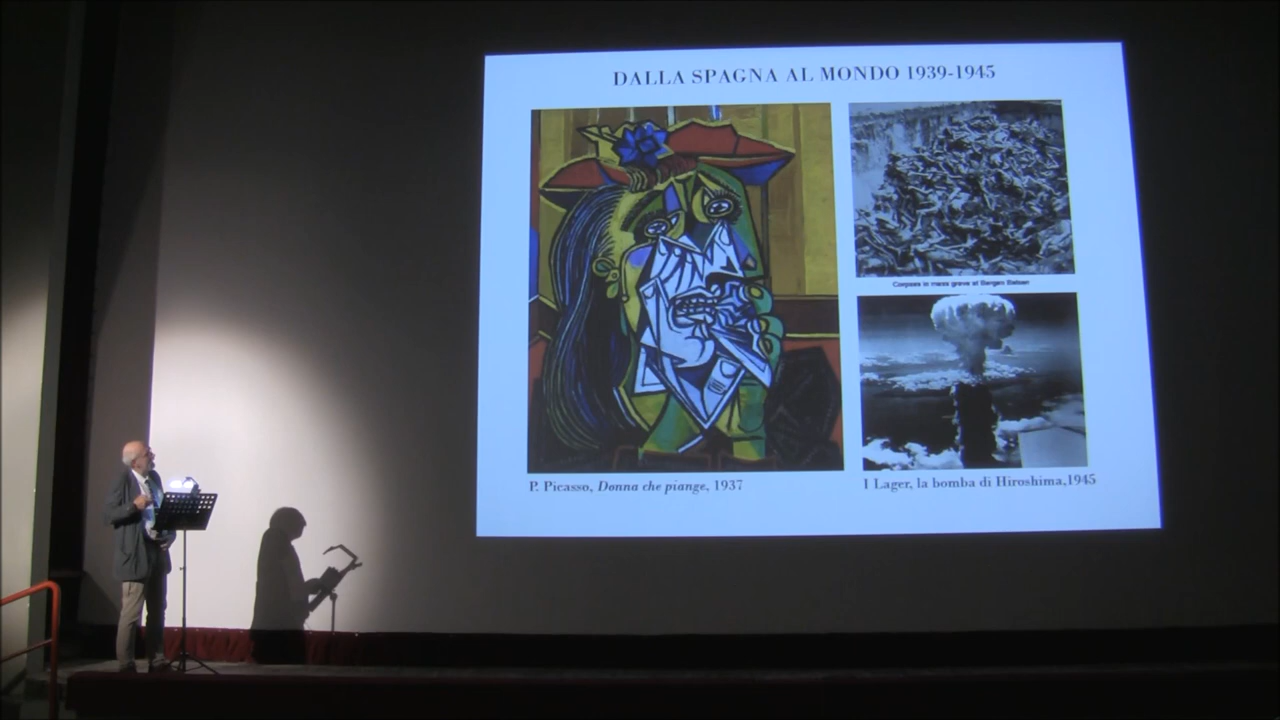 DALLA SPAGNA AL MONDO 1939-1945
Corpses in mass grave at Bergen Belsen
P. Picasso, Donna che piange, 1937
I Lager, la bomba di Hiroshima,1945